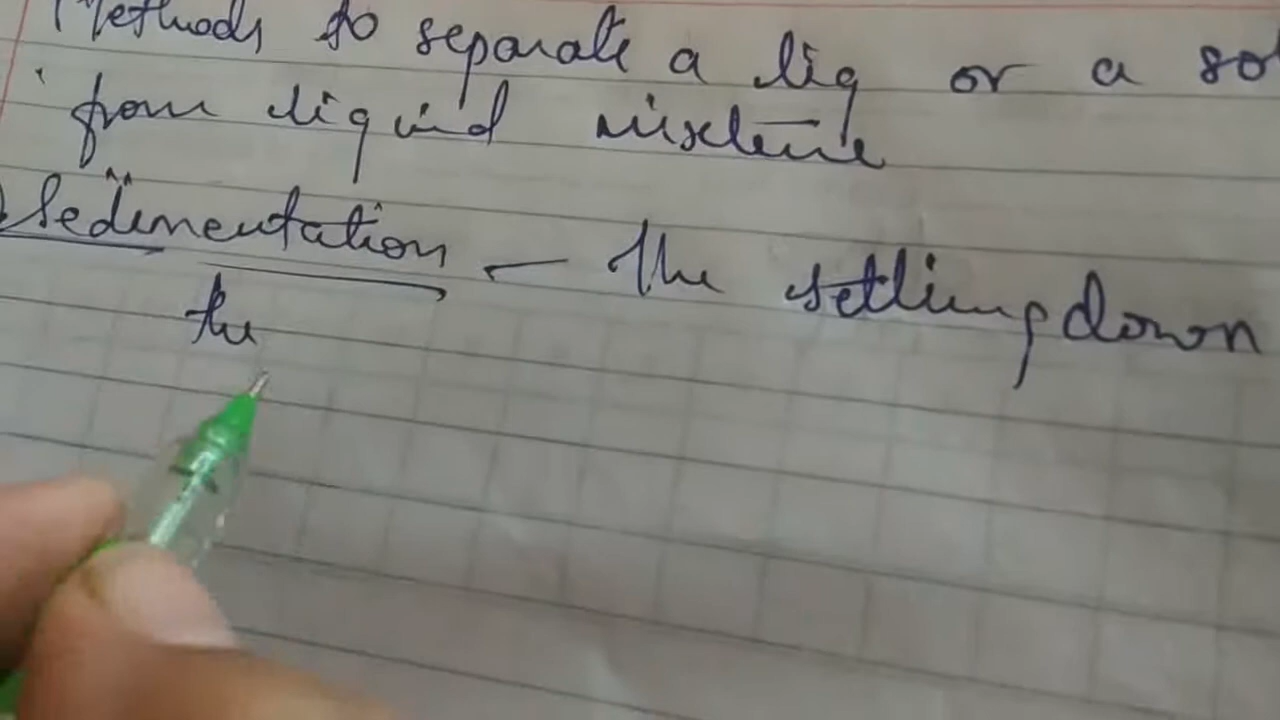 Methods to separate a liq or a sol
from liquid mixture
Sedimentation – The settling down
the